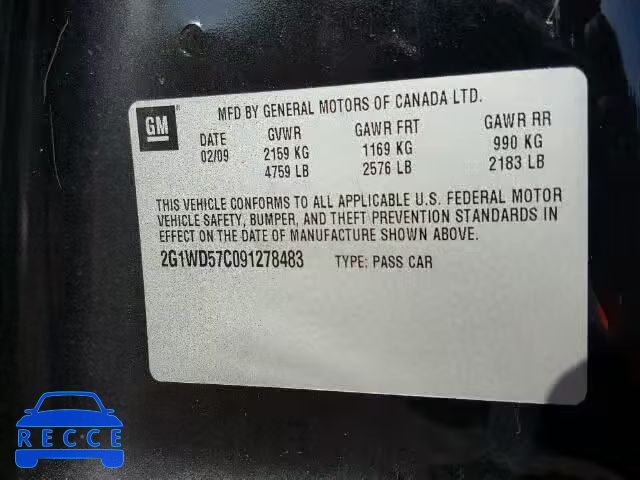 GM
MFD BY GENERAL MOTORS OF CANADA LTD.
DATE GVWR GAWR FRT GAWR RR
02/09 2159 KG 1169 KG 990 KG
4759 LB 2576 LB 2183 LB
THIS VEHICLE CONFORMS TO ALL APPLICABLE U.S. FEDERAL MOTOR
VEHICLE SAFETY, BUMPER, AND THEFT PREVENTION STANDARDS IN
EFFECT ON THE DATE OF MANUFACTURE SHOWN ABOVE.
2G1WD57C091278483 TYPE: PASS CAR
RECCE